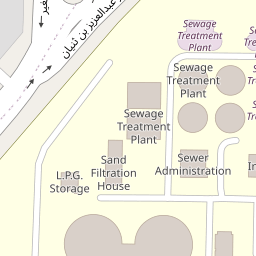 عبدالعزيز بن ثنيان
Sewage
Treatment
Plant
Sewage
Treatment
Plant
Sewage
Treatment
Plant
Sand
Filtration
House
Sewer
Administration
L.P.G.
Storage